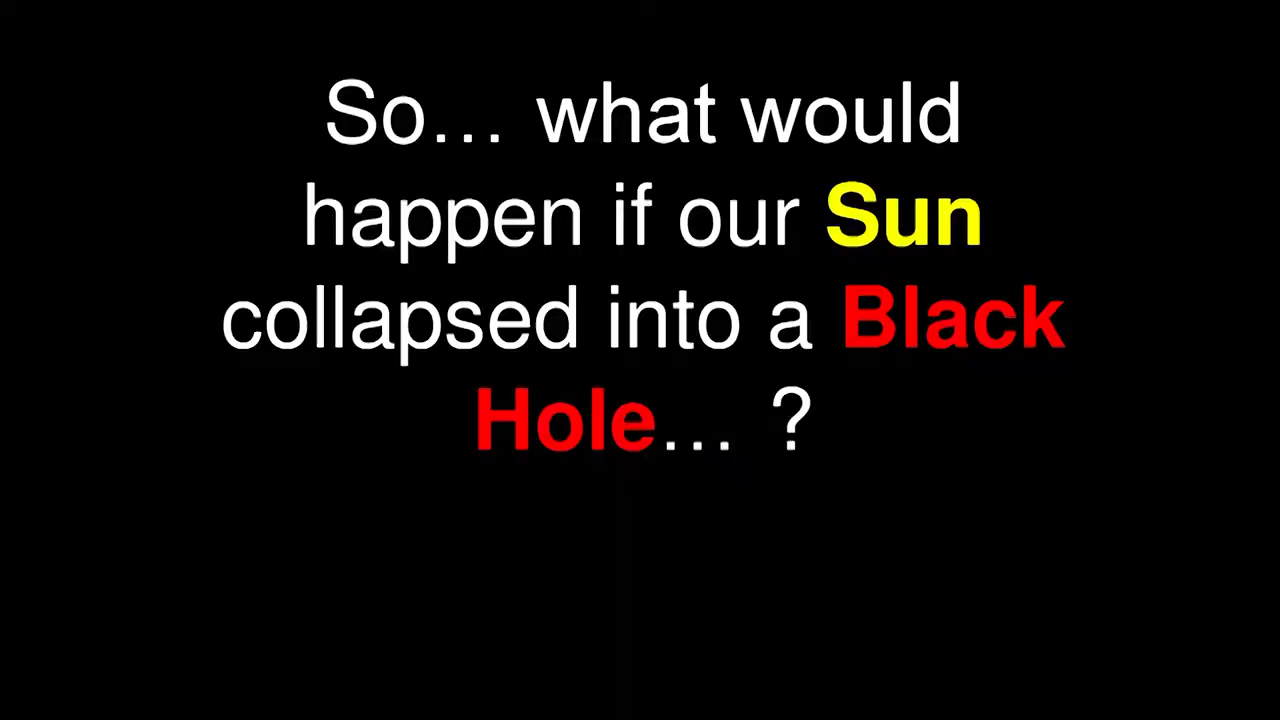 So… what would
happen if our Sun
collapsed into a Black
Hole… ?